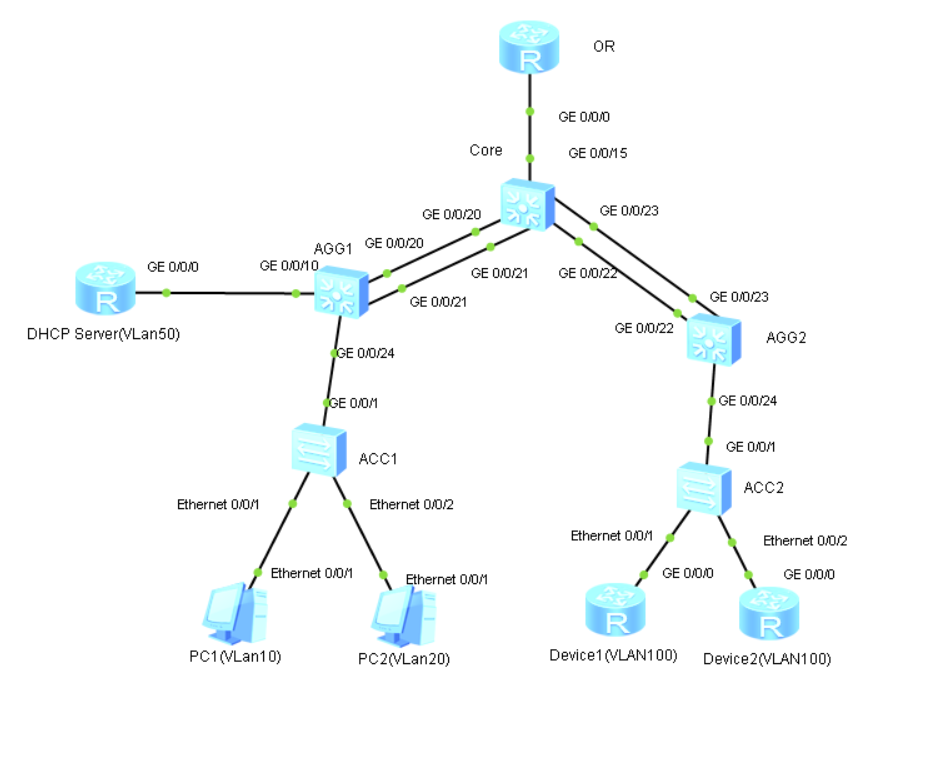 OR
GE 0/0/0
Core
GE 0/0/15
GE 0/0/20
GE 0/0/23
GE 0/0/20
AGG1
GE 0/0/0
GE 0/0/10
GE 0/0/21
GE 0/0/22
GE 0/0/21
GE 0/0/23
DHCP Server(VLan50)
GE 0/0/22
AGG2
GE 0/0/24
GE 0/0/24
GE 0/0/1
GE 0/0/1
ACC1
ACC2
Ethernet 0/0/1
Ethernet 0/0/2
Ethernet 0/0/1
Ethernet 0/0/2
Ethernet 0/0/1
Ethernet 0/0/1
GE 0/0/0
GE 0/0/0
R
R
R
R
PC1(VLan10)
PC2(VLan20)
Device1(VLAN100)
Device2(VLAN100)